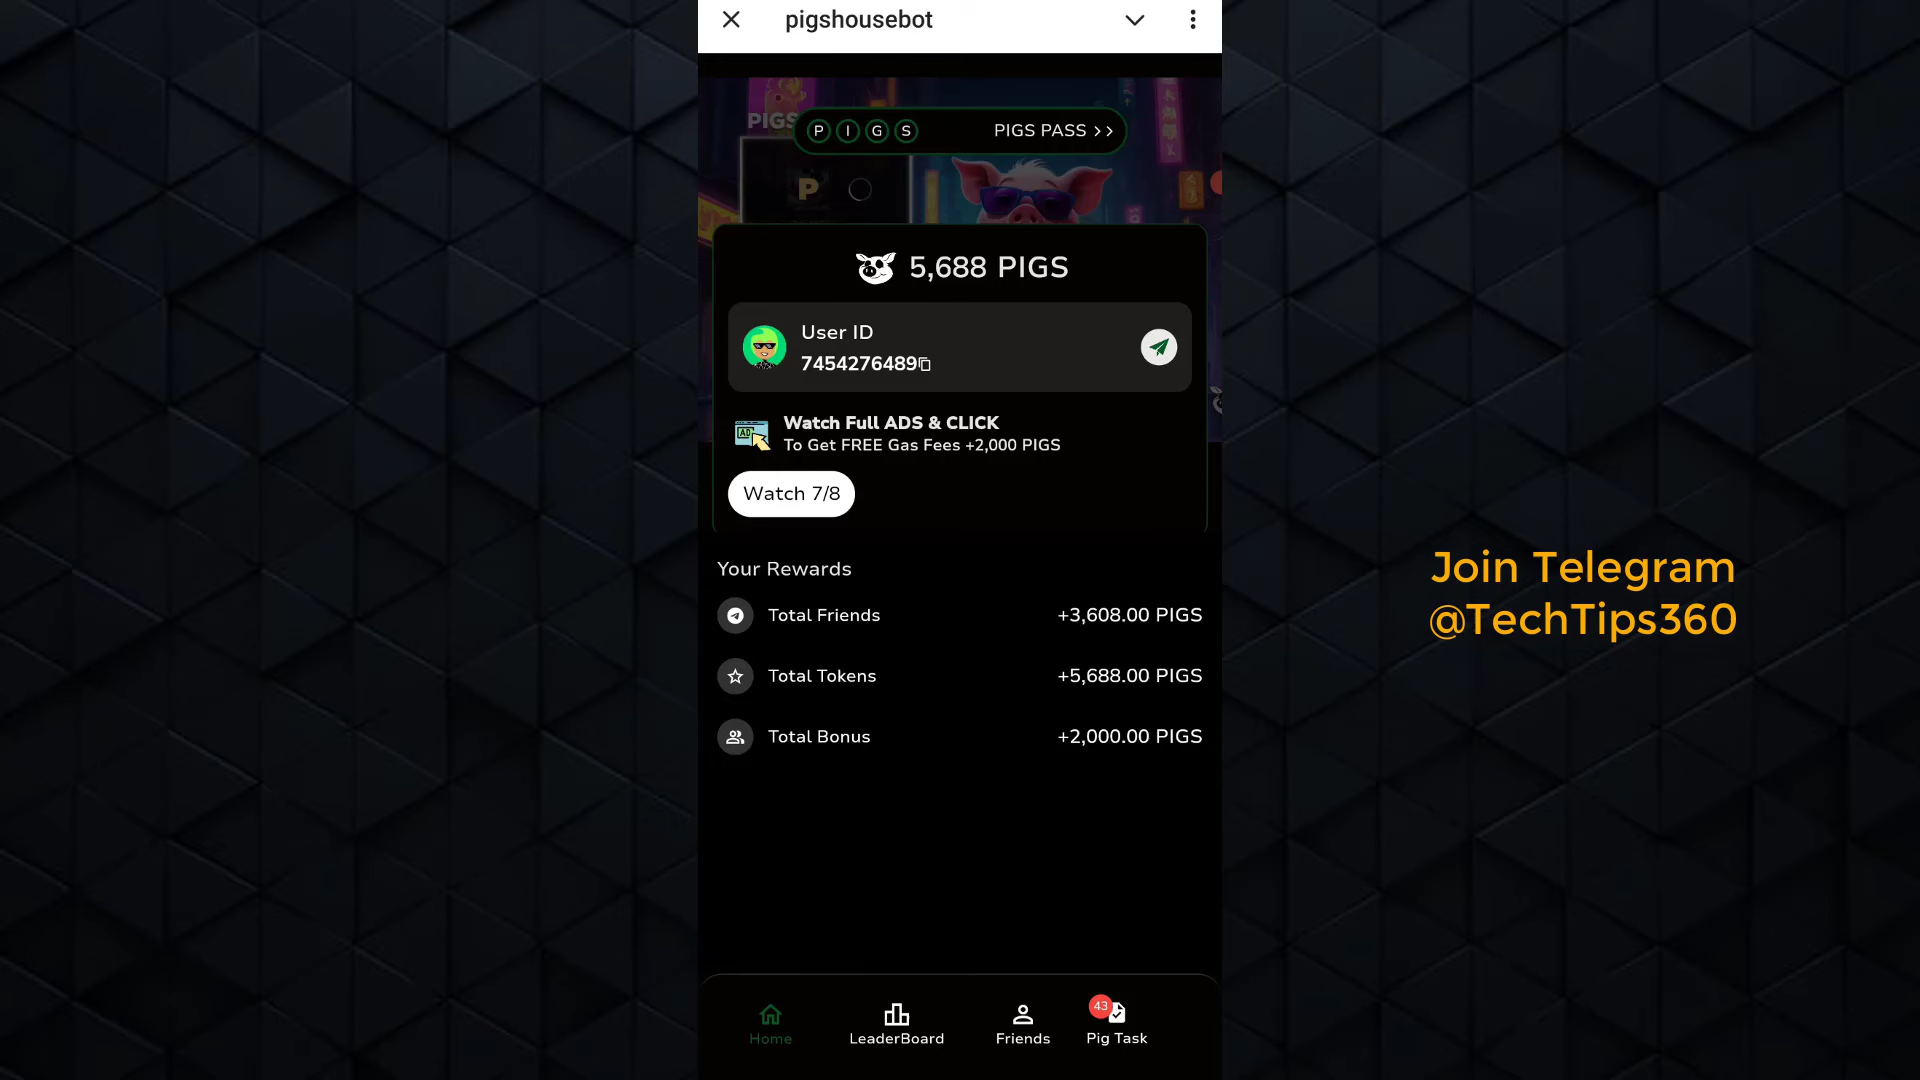 pigshousebot
PIGS
P I G S PIGS PASS >>
P
5,688 PIGS
User ID
7454276489
AD
Watch Full ADS & CLICK
To Get FREE Gas Fees +2,000 PIGS
Watch 7/8
Your Rewards
Total Friends +3,608.00 PIGS
Total Tokens +5,688.00 PIGS
Total Bonus +2,000.00 PIGS
Home
LeaderBoard
Friends
43
Pig Task
Join Telegram
@TechTips360